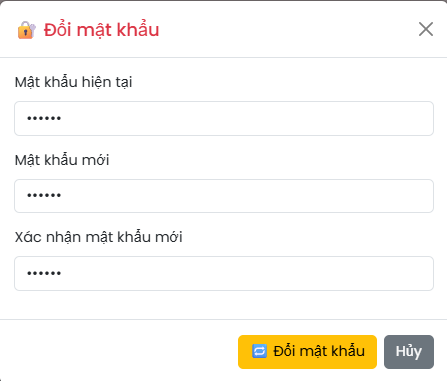 🔐 Đổi mật khẩu
Mật khẩu hiện tại
••••••
Mật khẩu mới
••••••
Xác nhận mật khẩu mới
••••••
🔁 Đổi mật khẩu
Hủy